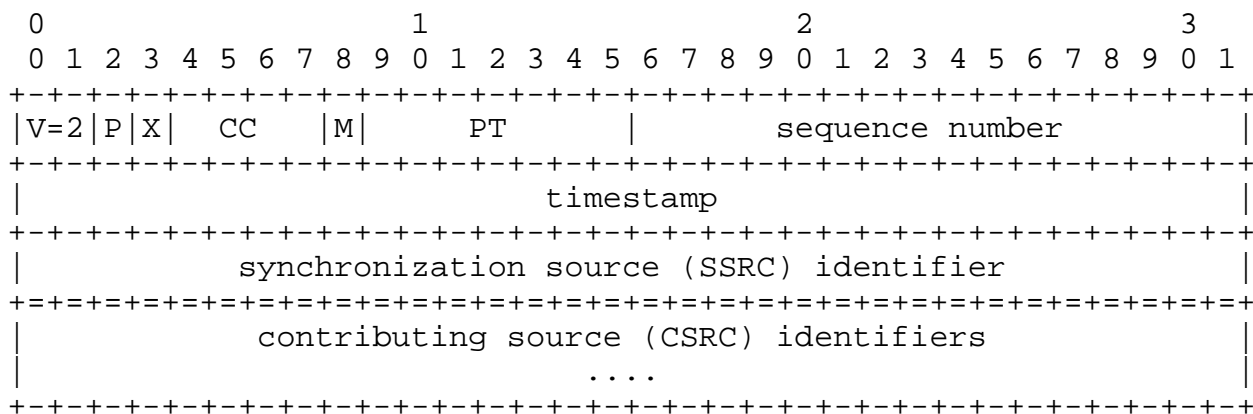 0                   1                   2                   3
 0 1 2 3 4 5 6 7 8 9 0 1 2 3 4 5 6 7 8 9 0 1 2 3 4 5 6 7 8 9 0 1
+-+-+-+-+-+-+-+-+-+-+-+-+-+-+-+-+-+-+-+-+-+-+-+-+-+-+-+-+-+-+-+-+
|V=2|P|X|  CC   |M|     PT      |       sequence number         |
+-+-+-+-+-+-+-+-+-+-+-+-+-+-+-+-+-+-+-+-+-+-+-+-+-+-+-+-+-+-+-+-+
|                           timestamp                           |
+-+-+-+-+-+-+-+-+-+-+-+-+-+-+-+-+-+-+-+-+-+-+-+-+-+-+-+-+-+-+-+-+
|           synchronization source (SSRC) identifier            |
+=+=+=+=+=+=+=+=+=+=+=+=+=+=+=+=+=+=+=+=+=+=+=+=+=+=+=+=+=+=+=+=+
|            contributing source (CSRC) identifiers             |
|                             ....                              |
+-+-+-+-+-+-+-+-+-+-+-+-+-+-+-+-+-+-+-+-+-+-+-+-+-+-+-+-+-+-+-+-+